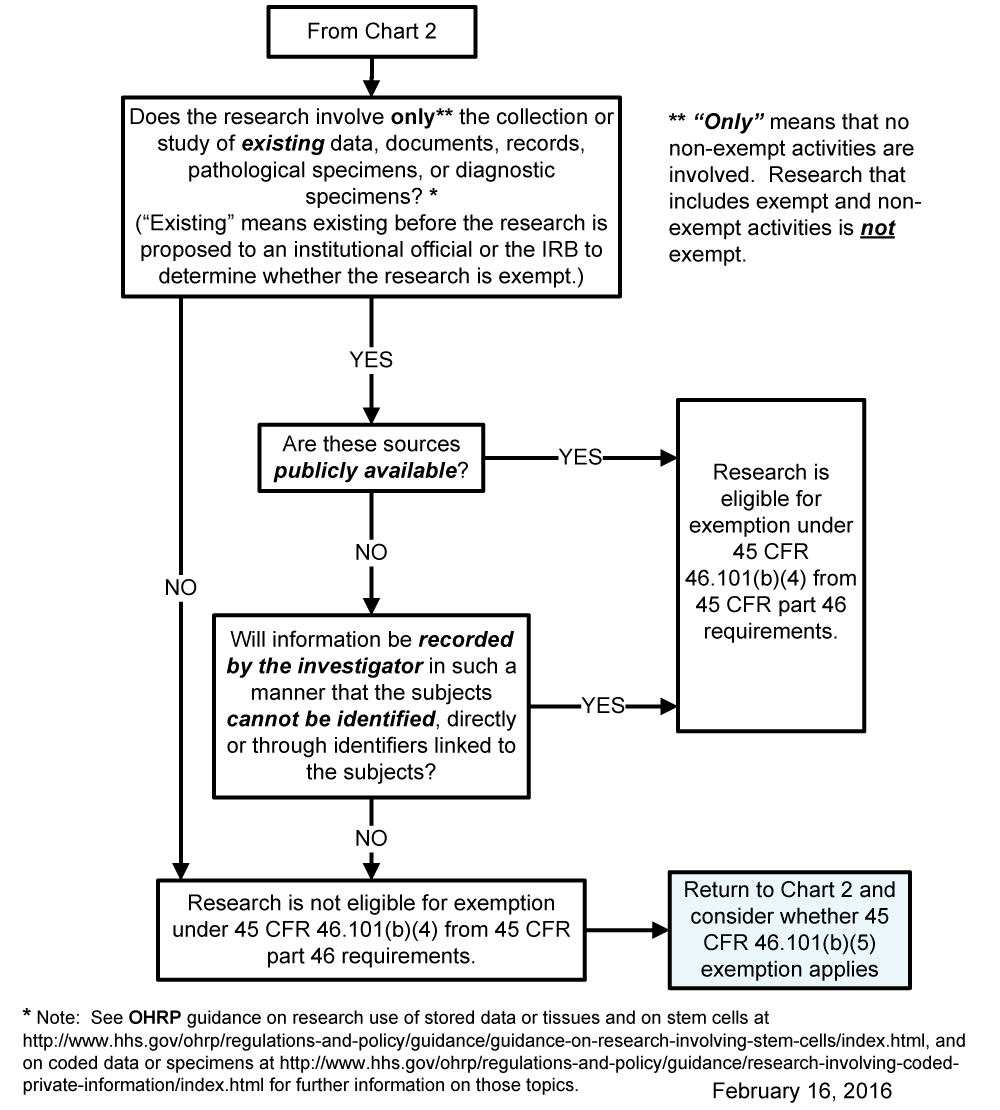 From Chart 2
Does the research involve only** the collection or
study of existing data, documents, records,
pathological specimens, or diagnostic
specimens? *
(“Existing” means existing before the research is
proposed to an institutional official or the IRB to
determine whether the research is exempt.)
** “Only” means that no
non-exempt activities are
involved.  Research that
includes exempt and non-
exempt activities is not
exempt.
YES
Are these sources
publicly available?
YES
Research is
eligible for
exemption under
45 CFR
46.101(b)(4) from
45 CFR part 46
requirements.
NO
NO
Will information be recorded
by the investigator in such a
manner that the subjects
cannot be identified, directly
or through identifiers linked to
the subjects?
YES
NO
Research is not eligible for exemption
under 45 CFR 46.101(b)(4) from 45 CFR
part 46 requirements.
Return to Chart 2 and
consider whether 45
CFR 46.101(b)(5)
exemption applies
* Note:  See OHRP guidance on research use of stored data or tissues and on stem cells at
http://www.hhs.gov/ohrp/regulations-and-policy/guidance/guidance-on-research-involving-stem-cells/index.html, and
on coded data or specimens at http://www.hhs.gov/ohrp/regulations-and-policy/guidance/research-involving-coded-
private-information/index.html for further information on those topics.
February 16, 2016